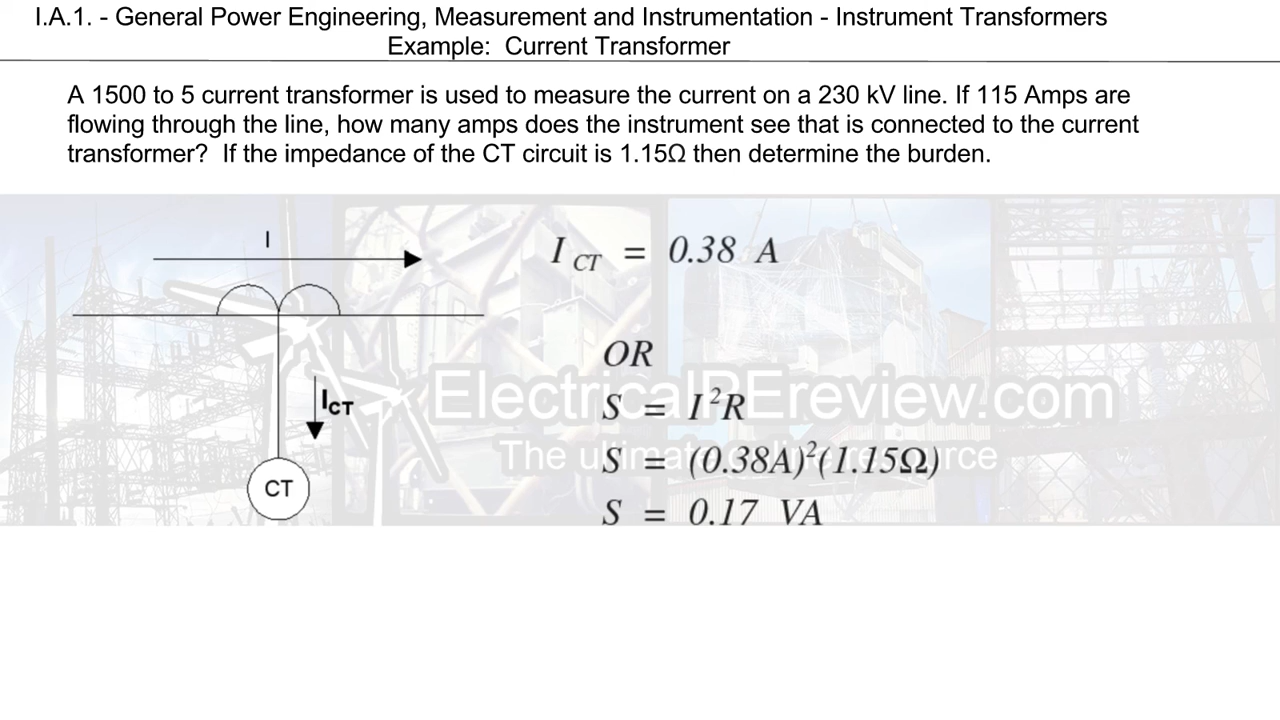 I.A.1. - General Power Engineering, Measurement and Instrumentation - Instrument Transformers
Example: Current Transformer
A 1500 to 5 current transformer is used to measure the current on a 230 kV line. If 115 Amps are
flowing through the line, how many amps does the instrument see that is connected to the current
transformer? If the impedance of the CT circuit is 1.15Ω then determine the burden.
I
I CT = 0.38 A
OR
ElectricalPEreview.com
I CT
S = I²R
The ultimate
S = (0.38A)²(1.15Ω)
CT
S = 0.17 VA